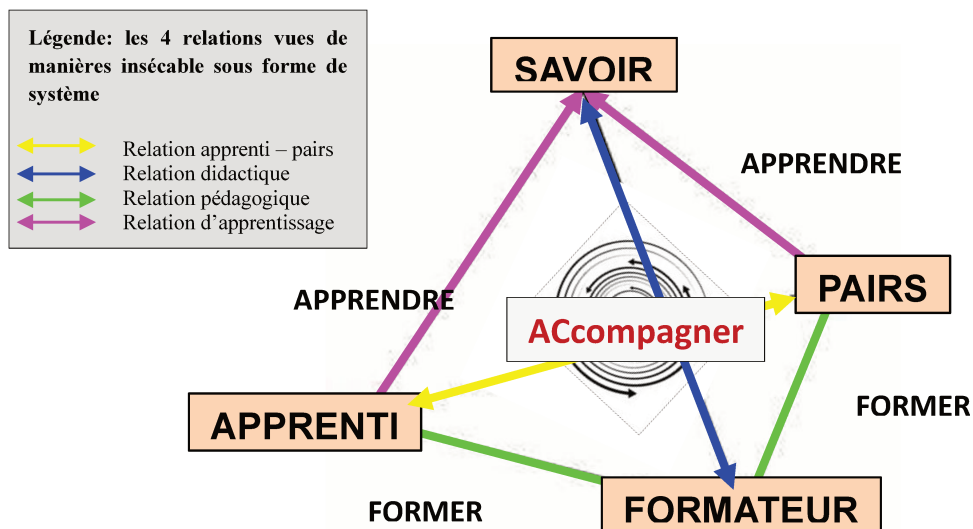 Légende: les 4 relations vues de
manières insécable sous forme de
système
Relation apprenti – pairs
Relation didactique
Relation pédagogique
Relation d'apprentissage
SAVOIR
APPRENDRE
PAIRS
APPRENDRE
ACcompagner
APPRENTI
FORMER
FORMATEUR
FORMER